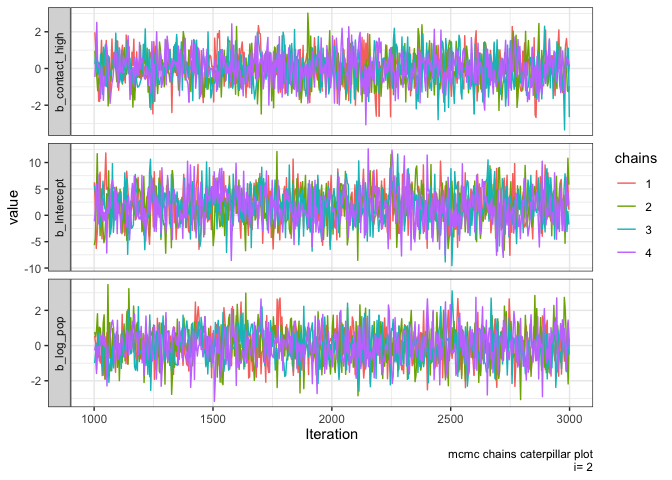 b_contact_high
2
0
-2
b_Intercept
10
5
0
-5
-10
b_log_pop
2
0
-2
value
1000 1500 2000 2500 3000
Iteration
chains
1
2
3
4
mcmc chains caterpillar plot
i= 2